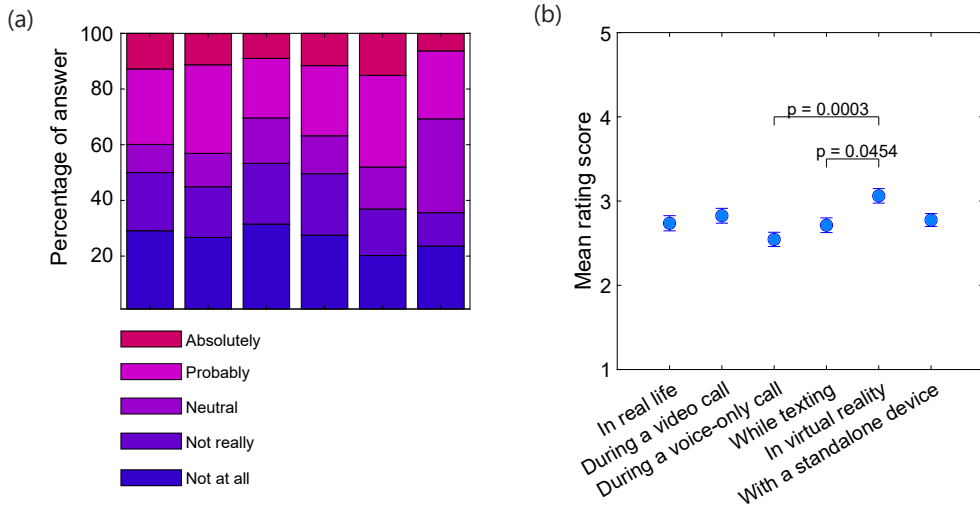 (a)
Percentage of answer
100
80
60
40
20
Absolutely
Probably
Neutral
Not really
Not at all
(b)
Mean rating score
5
4
3
2
1
p = 0.0003
p = 0.0454
In real life
During a video call
During a voice-only call
While texting
In virtual reality
With a standalone device